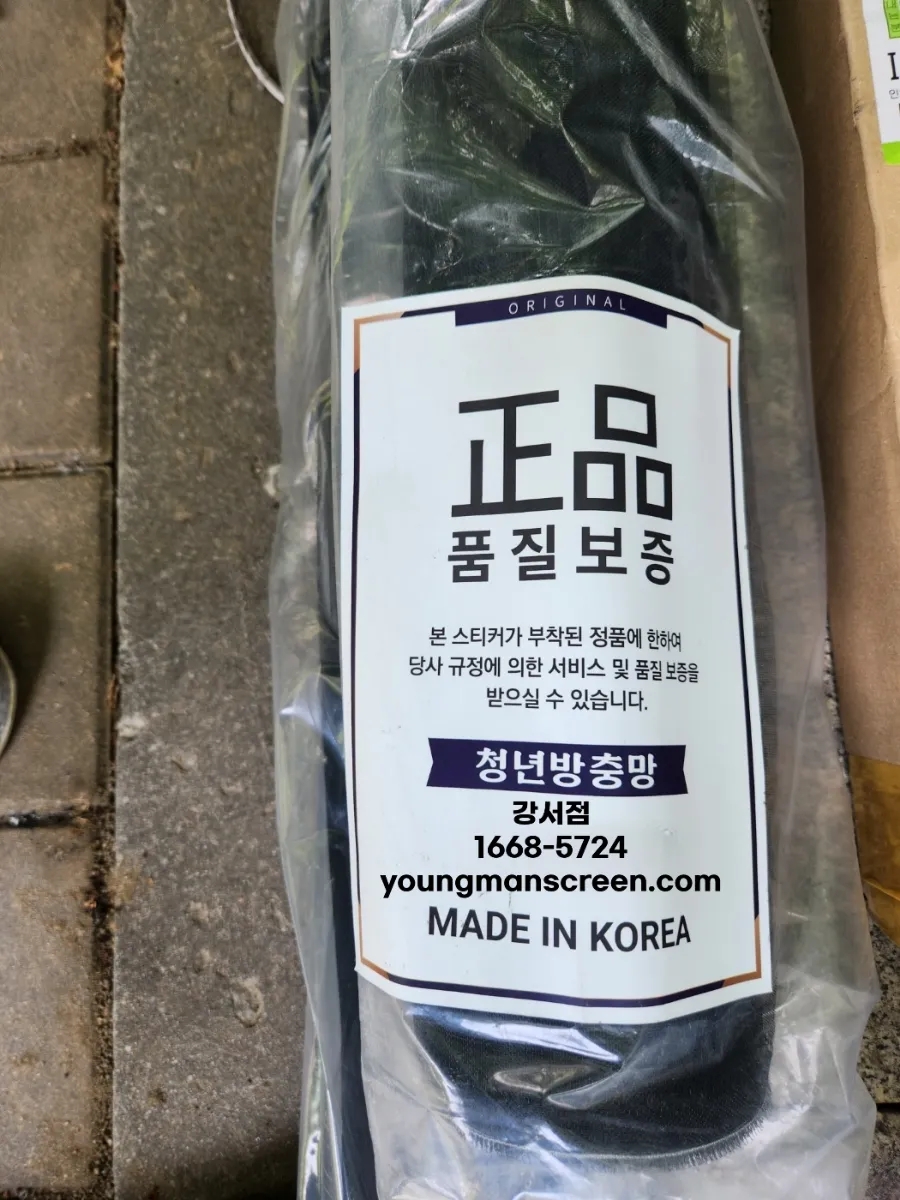 ORIGINAL
正品
품질보증
본 스티커가 부착된 정품에 한하여
당사 규정에 의한 서비스 및 품질 보증을
받으실 수 있습니다.
청년방충망
강서점
1668-5724
youngmanscreen.com
MADE IN KOREA